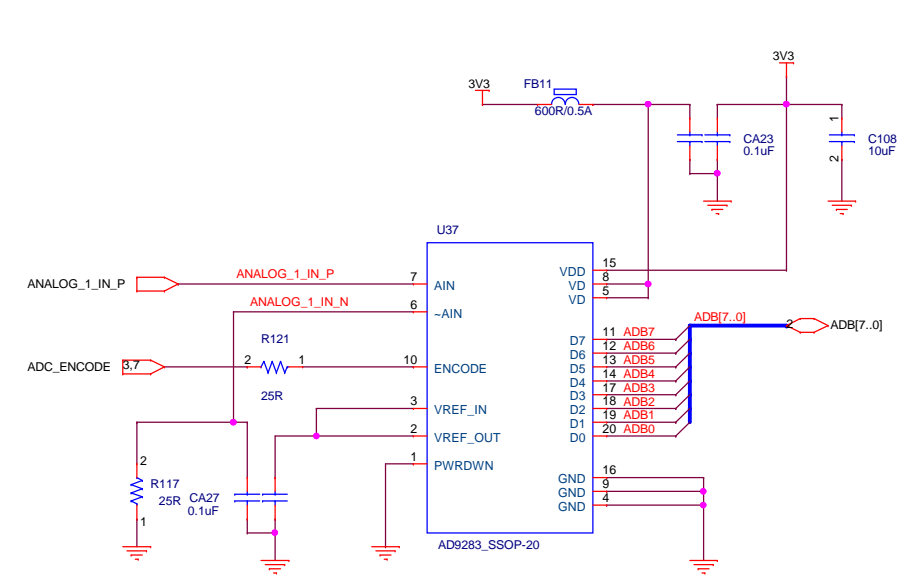 3V3
3V3 FB11
600R/0.5A
1
CA23 C108
0.1uF 10uF
2
U37
ANALOG_1_IN_P ANALOG_1_IN_P 7 AIN VDD 15
VD 8
ANALOG_1_IN_N 6 ~AIN VD 5
ADB[7..0] 2 ADB[7..0]
D7 11 ADB7
R121 D6 12 ADB6
ADC_ENCODE 3,7 2 1 10 ENCODE D5 13 ADB5
D4 14 ADB4
25R D3 17 ADB3
3 VREF_IN D2 18 ADB2
D1 19 ADB1
2 VREF_OUT D0 20 ADB0
2 1 PWRDWN
GND 16
R117 GND 9
25R CA27 GND 4
0.1uF
1
AD9283_SSOP-20